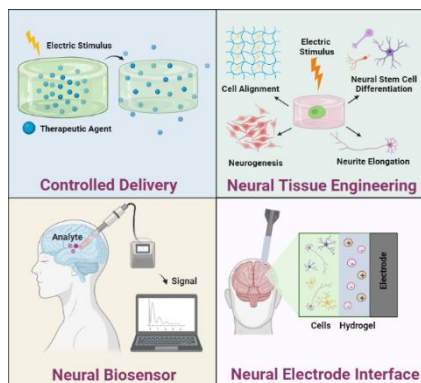 Electric Stimulus
Therapeutic Agent
Controlled Delivery
Electric
Stimulus
Cell Alignment
Neural Stem Cell
Differentiation
Neurogenesis
Neurite Elongation
Neural Tissue Engineering
Analyte
Signal
Neural Biosensor
Electrode
Cells
Hydrogel
Neural Electrode Interface